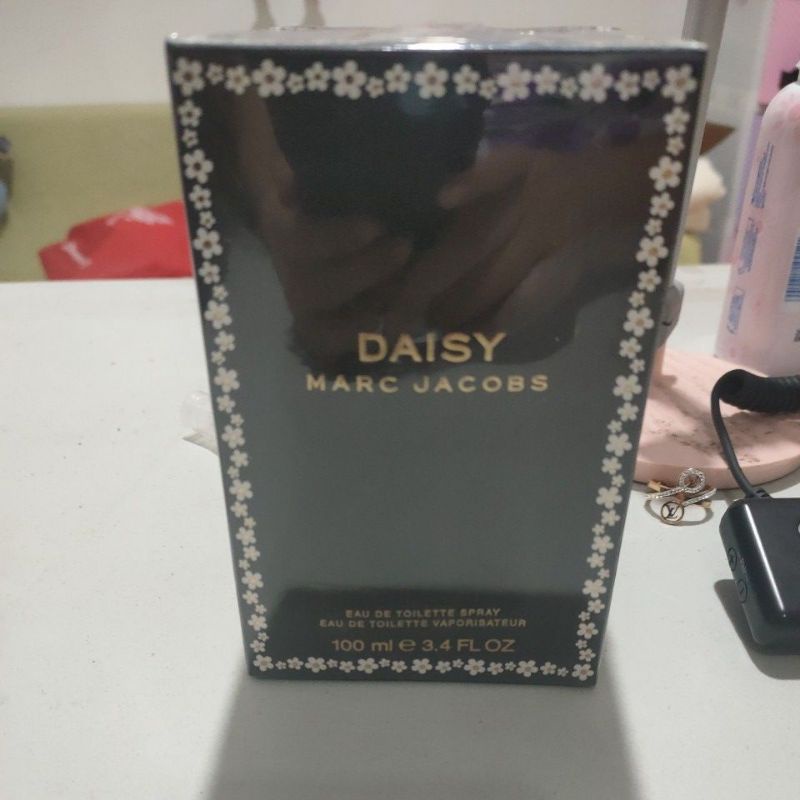 DAISY
MARC JACOBS
EAU DE TOILETTE SPRAY
EAU DE TOILETTE VAPORISATEUR
100 ml e 3.4 FL OZ